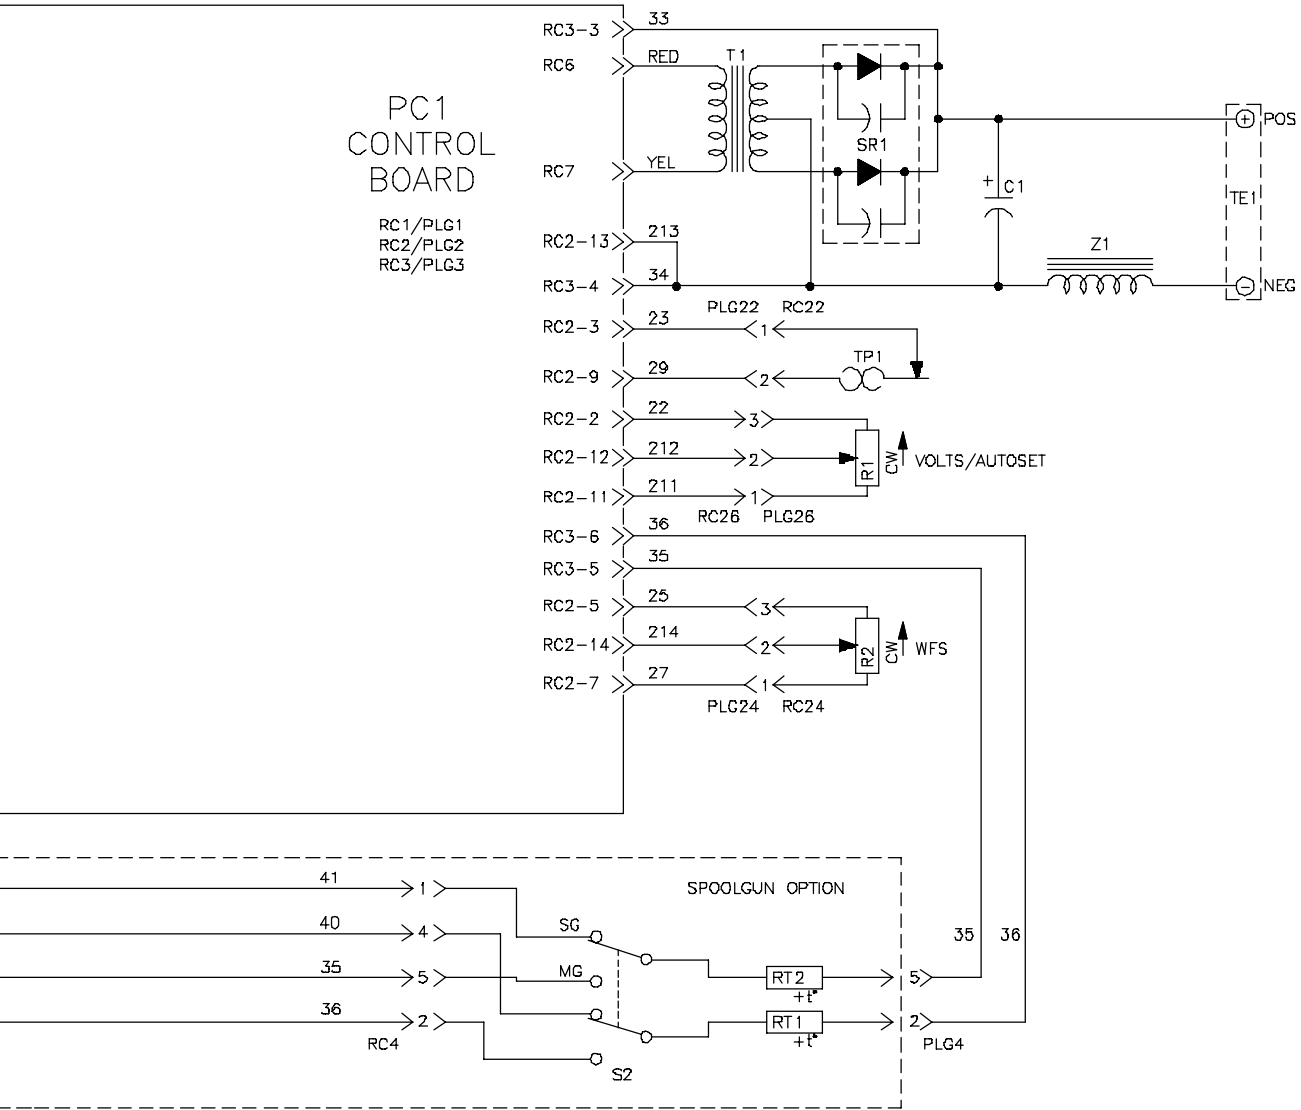 RC3-3
33
RC6
RED
T1
PC1
CONTROL
BOARD
POS
SR1
RC7
YEL
+
C1
TE1
RC1/PLG1
RC2/PLG2
RC3/PLG3
RC2-13
213
Z1
RC3-4
34
NEG
PLG22 RC22
RC2-3
23
1
TP1
RC2-9
29
2
RC2-2
22
3
RC2-12
212
2
R1
CW
VOLTS/AUTOSET
RC2-11
211
1
RC26 PLG26
RC3-6
36
RC3-5
35
RC2-5
25
3
RC2-14
214
2
R2
CW
WFS
RC2-7
27
1
PLG24 RC24
41
1
SPOOLGUN OPTION
40
4
SG
35
36
35
5
MG
RT2
+t°
5
36
2
RT1
+t°
2
RC4
PLG4
S2